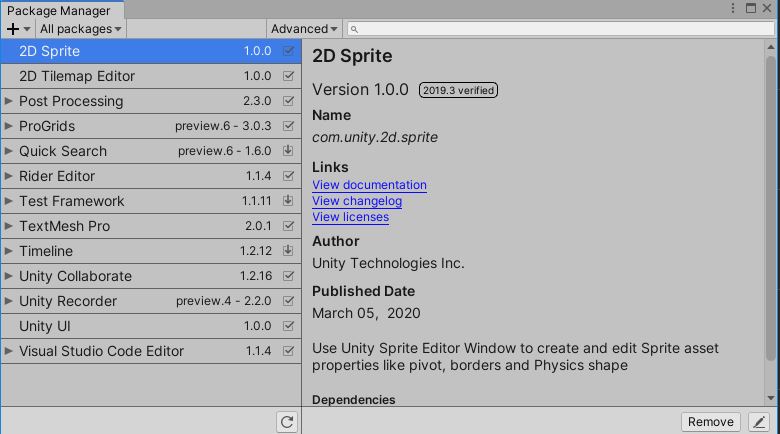 Package Manager
All packages
Advanced
2D Sprite 1.0.0
2D Tilemap Editor 1.0.0
Post Processing 2.3.0
ProGrids preview.6 - 3.0.3
Quick Search preview.6 - 1.6.0
Rider Editor 1.1.4
Test Framework 1.1.11
TextMesh Pro 2.0.1
Timeline 1.2.12
Unity Collaborate 1.2.16
Unity Recorder preview.4 - 2.2.0
Unity UI 1.0.0
Visual Studio Code Editor 1.1.4
2D Sprite
Version 1.0.0 2019.3 verified
Name
com.unity.2d.sprite
Links
View documentation
View changelog
View licenses
Author
Unity Technologies Inc.
Published Date
March 05, 2020
Use Unity Sprite Editor Window to create and edit Sprite asset
properties like pivot, borders and Physics shape
Dependencies
Remove